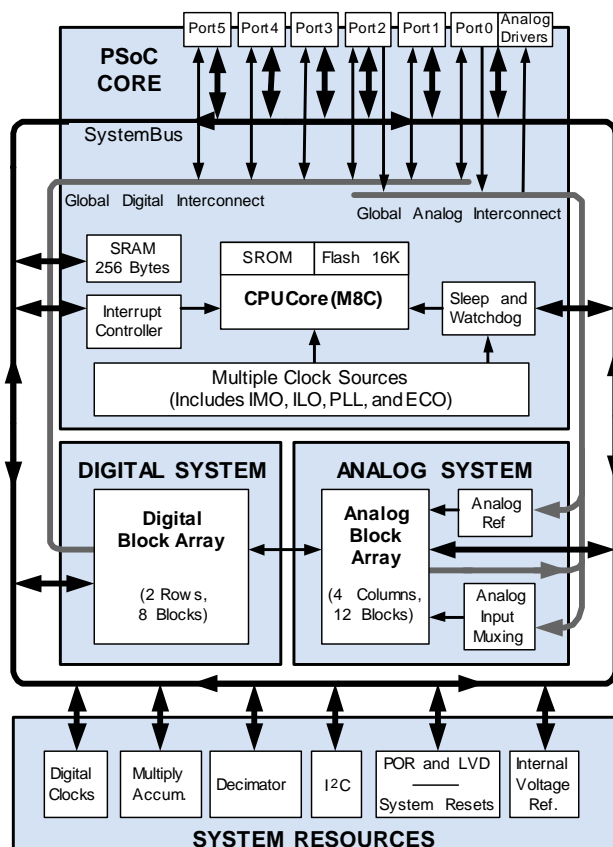 Port5 Port4 Port3 Port2 Port1 Port0 Analog
Drivers
PSoC
CORE
SystemBus
Global Digital Interconnect
Global Analog Interconnect
SRAM
256 Bytes
SROM Flash 16K
CPUCore (M8C)
Interrupt
Controller
Sleep and
Watchdog
Multiple Clock Sources
(Includes IMO, ILO, PLL, and ECO)
DIGITAL SYSTEM
Digital
Block Array
(2 Rows,
8 Blocks)
ANALOG SYSTEM
Analog
Block
Array
(4 Columns,
12 Blocks)
Analog
Ref
Analog
Input
Muxing
Digital
Clocks
Multiply
Accum.
Decimator
I²C
POR and LVD
System Resets
Internal
Voltage
Ref.
SYSTEM RESOURCES